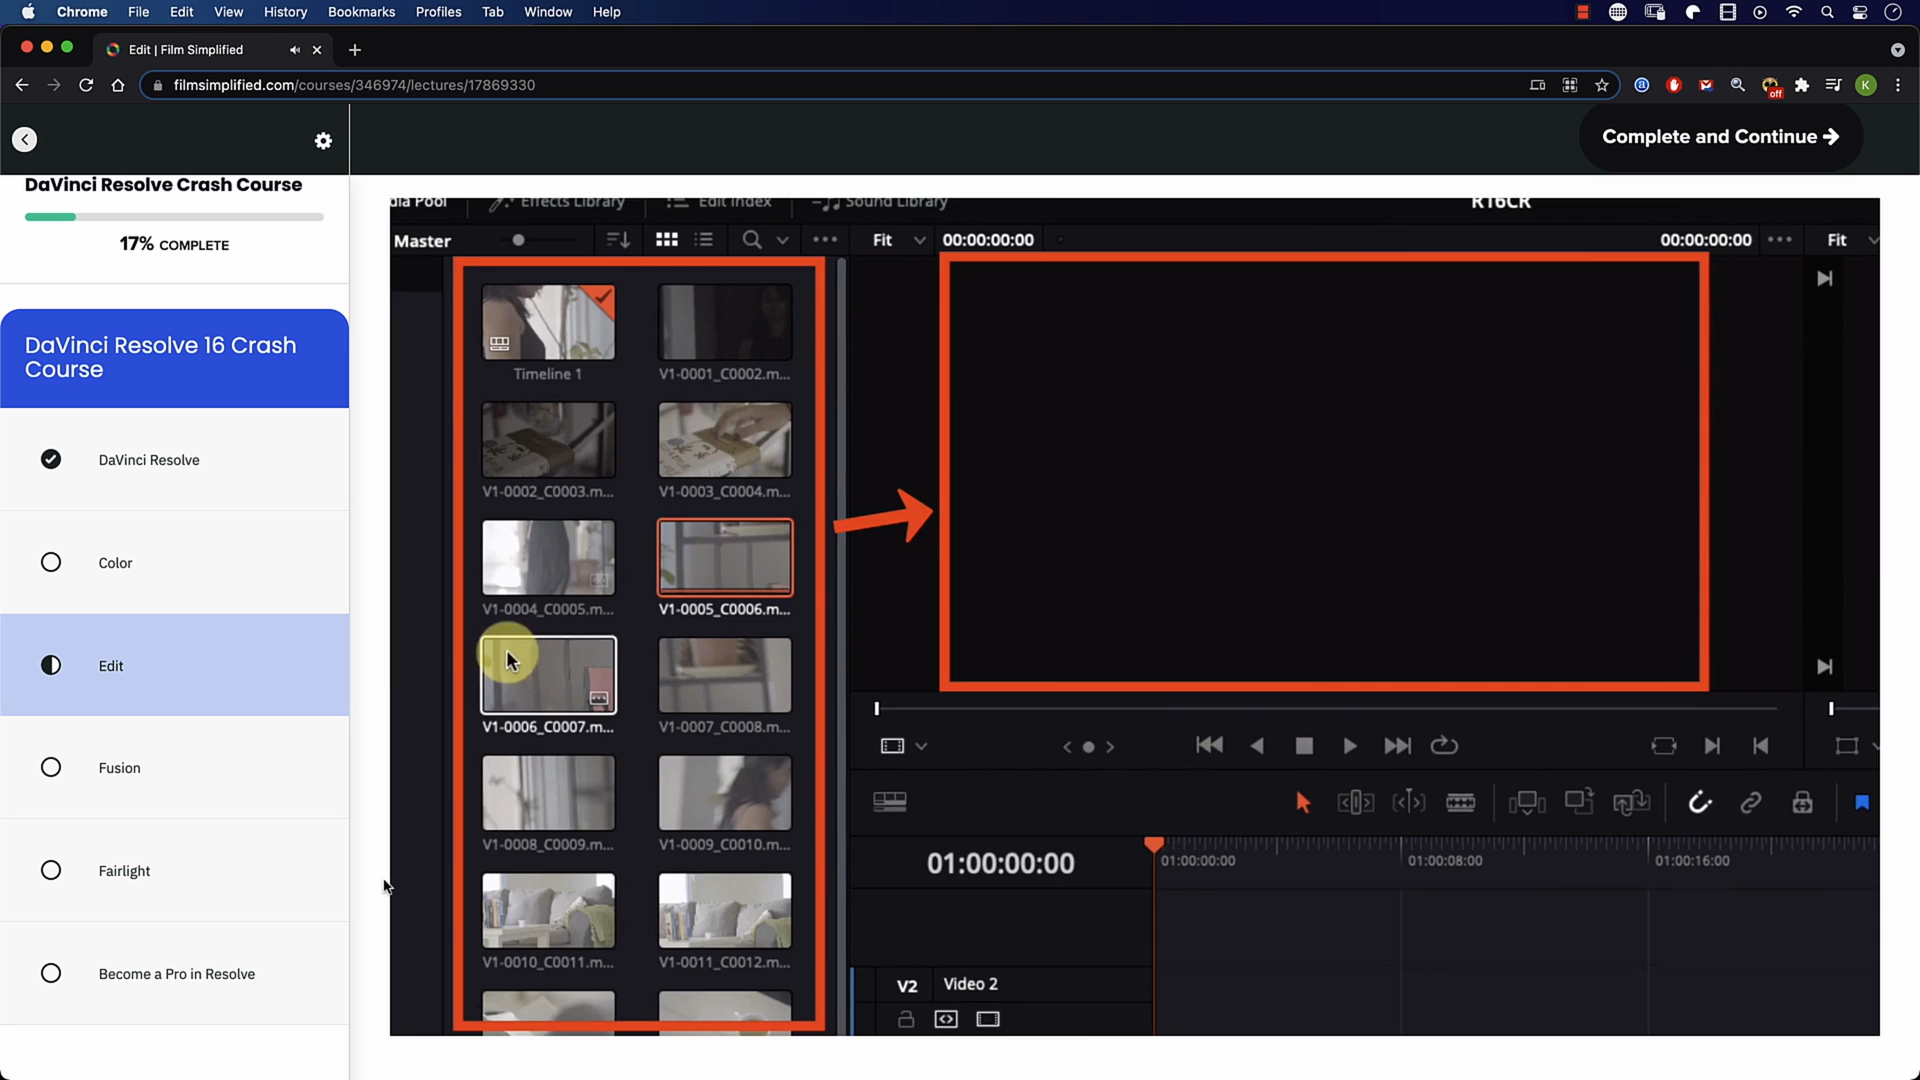 Chrome File Edit View History Bookmarks Profiles Tab Window Help
Edit | Film Simplified
filmsimplified.com/courses/346974/lectures/17869330
off
K
Complete and Continue
DaVinci Resolve Crash Course
17% COMPLETE
DaVinci Resolve 16 Crash
Course
DaVinci Resolve
Color
Edit
Fusion
Fairlight
Become a Pro in Resolve
dia Pool Effects Library Edit Index Sound Library RT6CR
Master Fit 00:00:00:00 00:00:00:00 Fit
Timeline 1 V1-0001_C0002.m...
V1-0002_C0003.m... V1-0003_C0004.m...
V1-0004_C0005.m... V1-0005_C0006.m...
V1-0006_C0007.m... V1-0007_C0008.m...
V1-0008_C0009.m... V1-0009_C0010.m...
V1-0010_C0011.m... V1-0011_C0012.m...
01:00:00:00 01:00:00:00 01:00:08:00 01:00:16:00
V2 Video 2